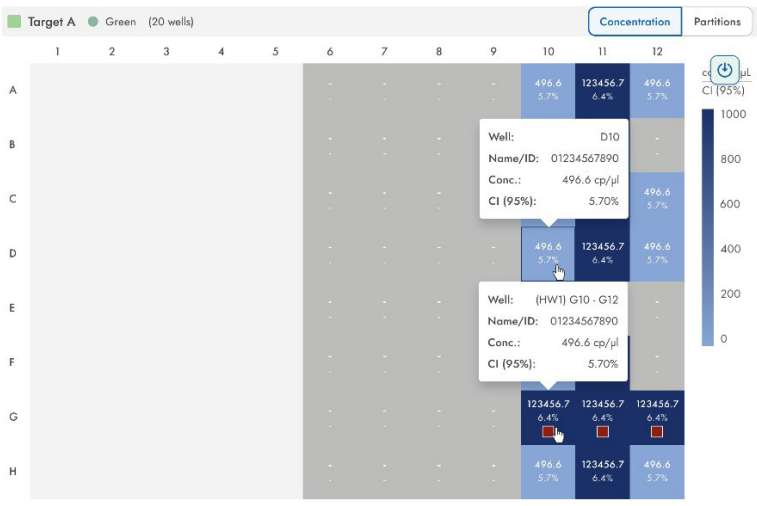 Target A Green (20 wells) Concentration Partitions
1 2 3 4 5 6 7 8 9 10 11 12
µL
CI (95%)
A - - - - 496.6 123456.7 496.6
- - - - 5.7% 6.4% 5.7%
1000
B - - - - -
- - - - -
Well: D10
Name/ID: 01234567890
Conc.: 496.6 cp/µl
CI (95%): 5.70%
800
C - - - - 496.6
- - - - 5.7%
600
D - - - - 496.6 123456.7 496.6
- - - - 5.7% 6.4% 5.7%
400
E - - - - -
- - - - -
Well: (HW1) G10 - G12
Name/ID: 01234567890
Conc.: 496.6 cp/µl
CI (95%): 5.70%
200
0
F - - - - -
- - - - -
G - - - - 123456.7 123456.7 123456.7
- - - - 6.4% 6.4% 6.4%
H - - - - 496.6 123456.7 496.6
- - - - 5.7% 6.4% 5.7%